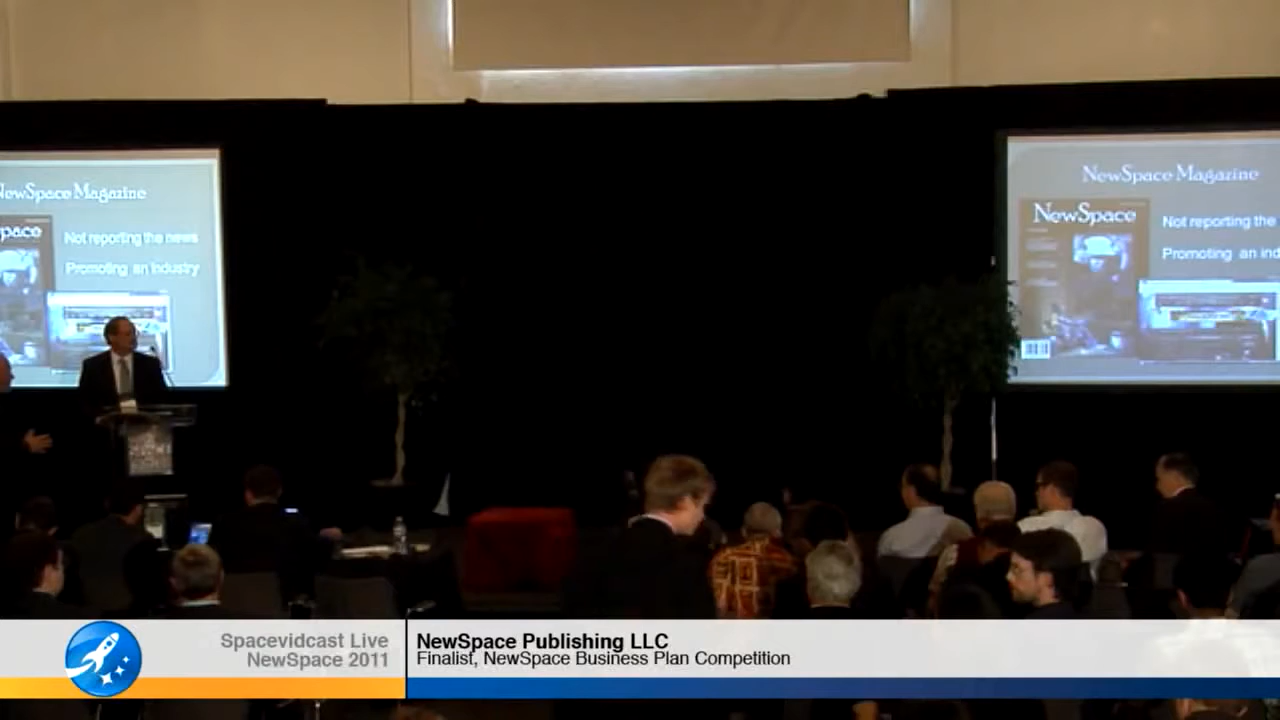 NewSpace Magazine
space
Not reporting the news
Promoting an industry
NewSpace Magazine
NewSpace
Not reporting the
Promoting an ind
Spacevidcast Live
NewSpace 2011
NewSpace Publishing LLC
Finalist, NewSpace Business Plan Competition